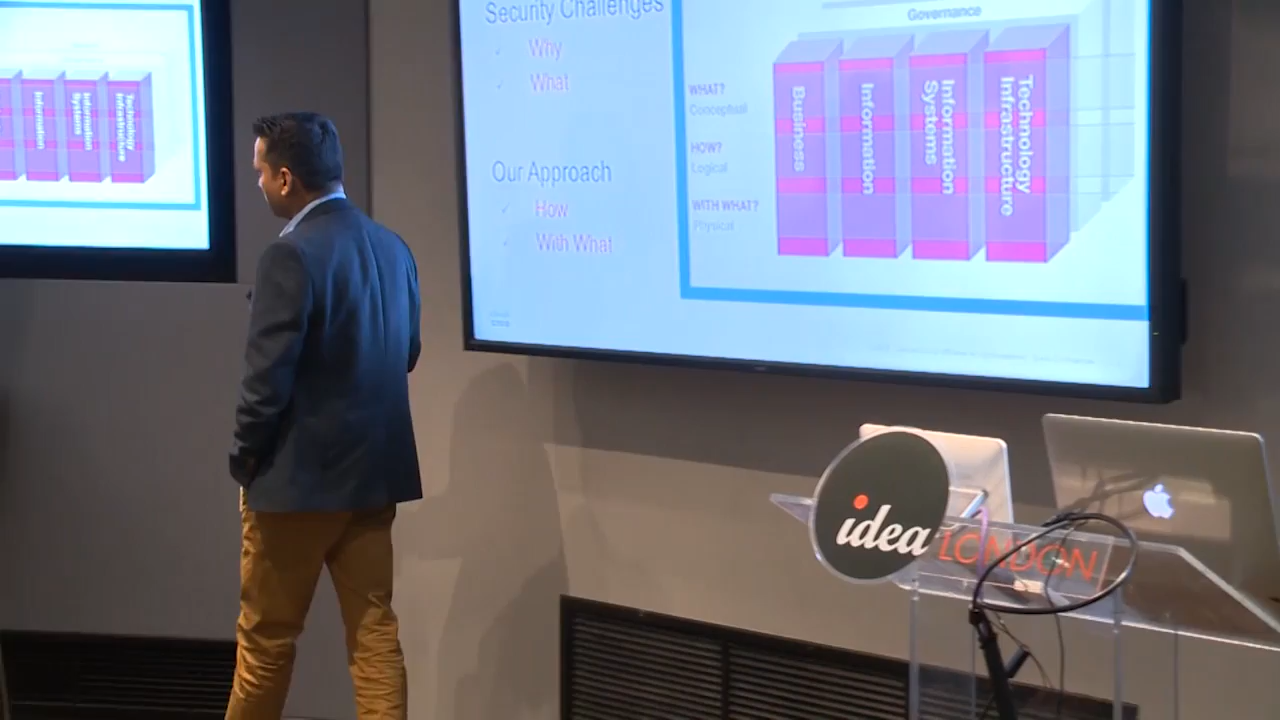 Security Challenges
✓ Why
✓ What
Our Approach
✓ How
✓ With What
Governance
WHAT?
Conceptual
HOW?
Logical
WITH WHAT?
Physical
Business
Information
Information
Systems
Technology
Infrastructure
Information
Information
Systems
Technology
Infrastructure
idea LONDON